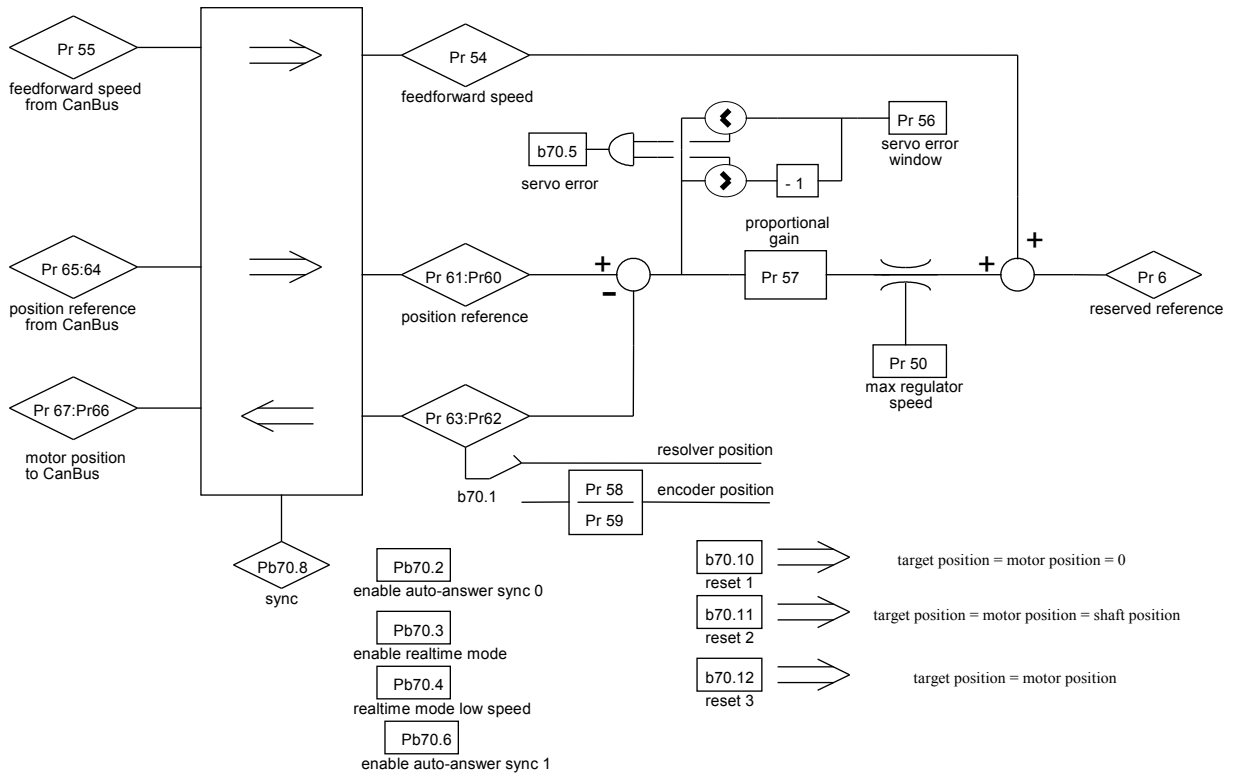 Pr 55
feedforward speed
from CanBus
Pr 54
feedforward speed
<
Pr 56
servo error
window
b70.5
servo error
>
- 1
proportional
gain
Pr 65:64
position reference
from CanBus
Pr 61:Pr60
position reference
+
−
Pr 57
+
+
Pr 6
reserved reference
Pr 50
max regulator
speed
Pr 67:Pr66
motor position
to CanBus
Pr 63:Pr62
b70.1
resolver position
Pr 58
Pr 59
encoder position
Pb70.8
sync
Pb70.2
enable auto-answer sync 0
Pb70.3
enable realtime mode
Pb70.4
realtime mode low speed
Pb70.6
enable auto-answer sync 1
b70.10
reset 1
target position = motor position = 0
b70.11
reset 2
target position = motor position = shaft position
b70.12
reset 3
target position = motor position